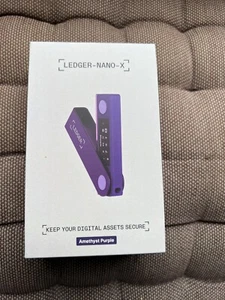 LEDGER-NANO-X
KEEP YOUR DIGITAL ASSETS SECURE
Amethyst Purple